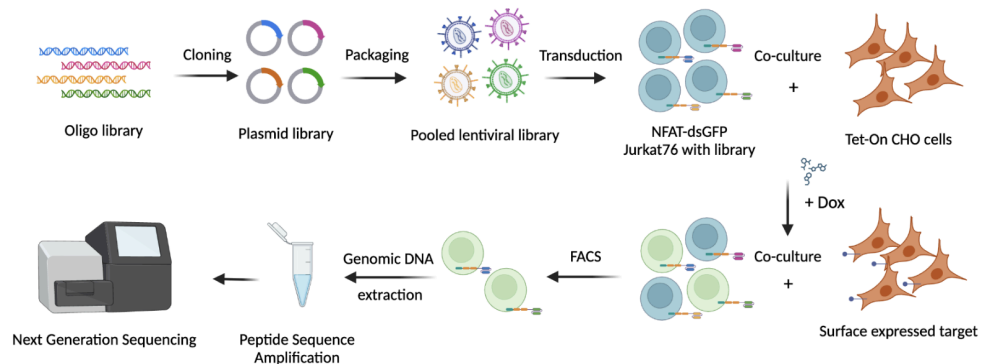 Cloning
Packaging
Transduction
Co-culture
+
Oligo library
Plasmid library
Pooled lentiviral library
NFAT-dsGFP
Jurkat76 with library
Tet-On CHO cells
+ Dox
Genomic DNA
extraction
FACS
Co-culture
+
Next Generation Sequencing
Peptide Sequence
Amplification
Surface expressed target